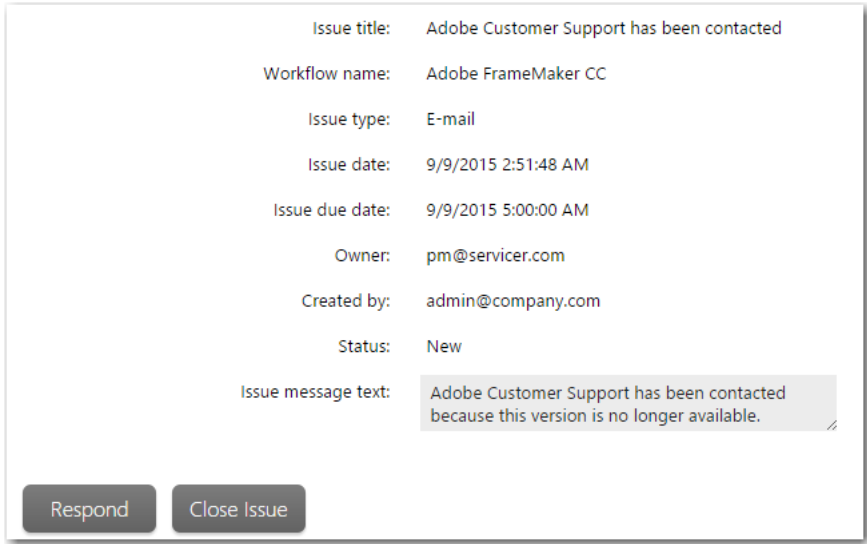 Issue title: Adobe Customer Support has been contacted
Workflow name: Adobe FrameMaker CC
Issue type: E-mail
Issue date: 9/9/2015 2:51:48 AM
Issue due date: 9/9/2015 5:00:00 AM
Owner: pm@servicer.com
Created by: admin@company.com
Status: New
Issue message text: Adobe Customer Support has been contacted
because this version is no longer available.
Respond Close Issue